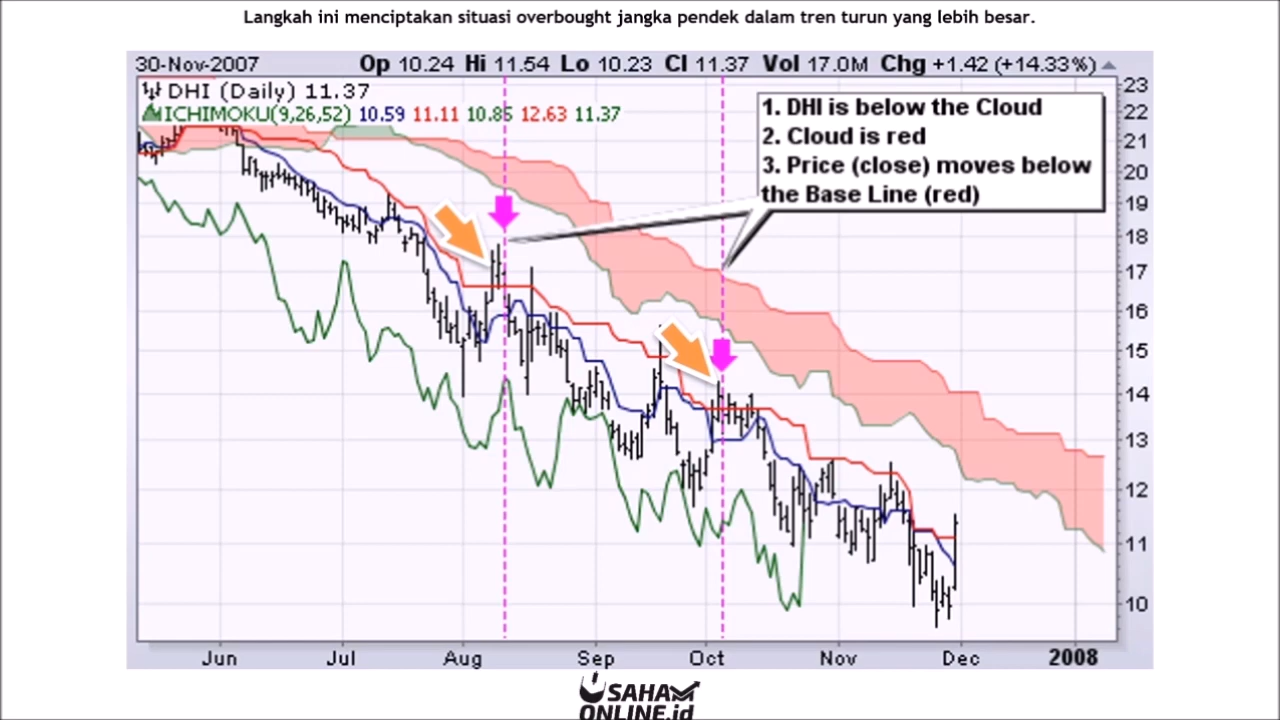 Langkah ini menciptakan situasi overbought jangka pendek dalam tren turun yang lebih besar.
30-Nov-2007 Op 10.24 Hi 11.54 Lo 10.23 Cl 11.37 Vol 17.0M Chg +1.42 (+14.33%)
DHI (Daily) 11.37
ICHIMOKU(9,26,52) 10.59 11.11 10.85 12.63 11.37
1. DHI is below the Cloud
2. Cloud is red
3. Price (close) moves below
the Base Line (red)
23
22
21
20
19
18
17
16
15
14
13
12
11
10
Jun Jul Aug Sep Oct Nov Dec 2008
SAHAM
ONLINE.id